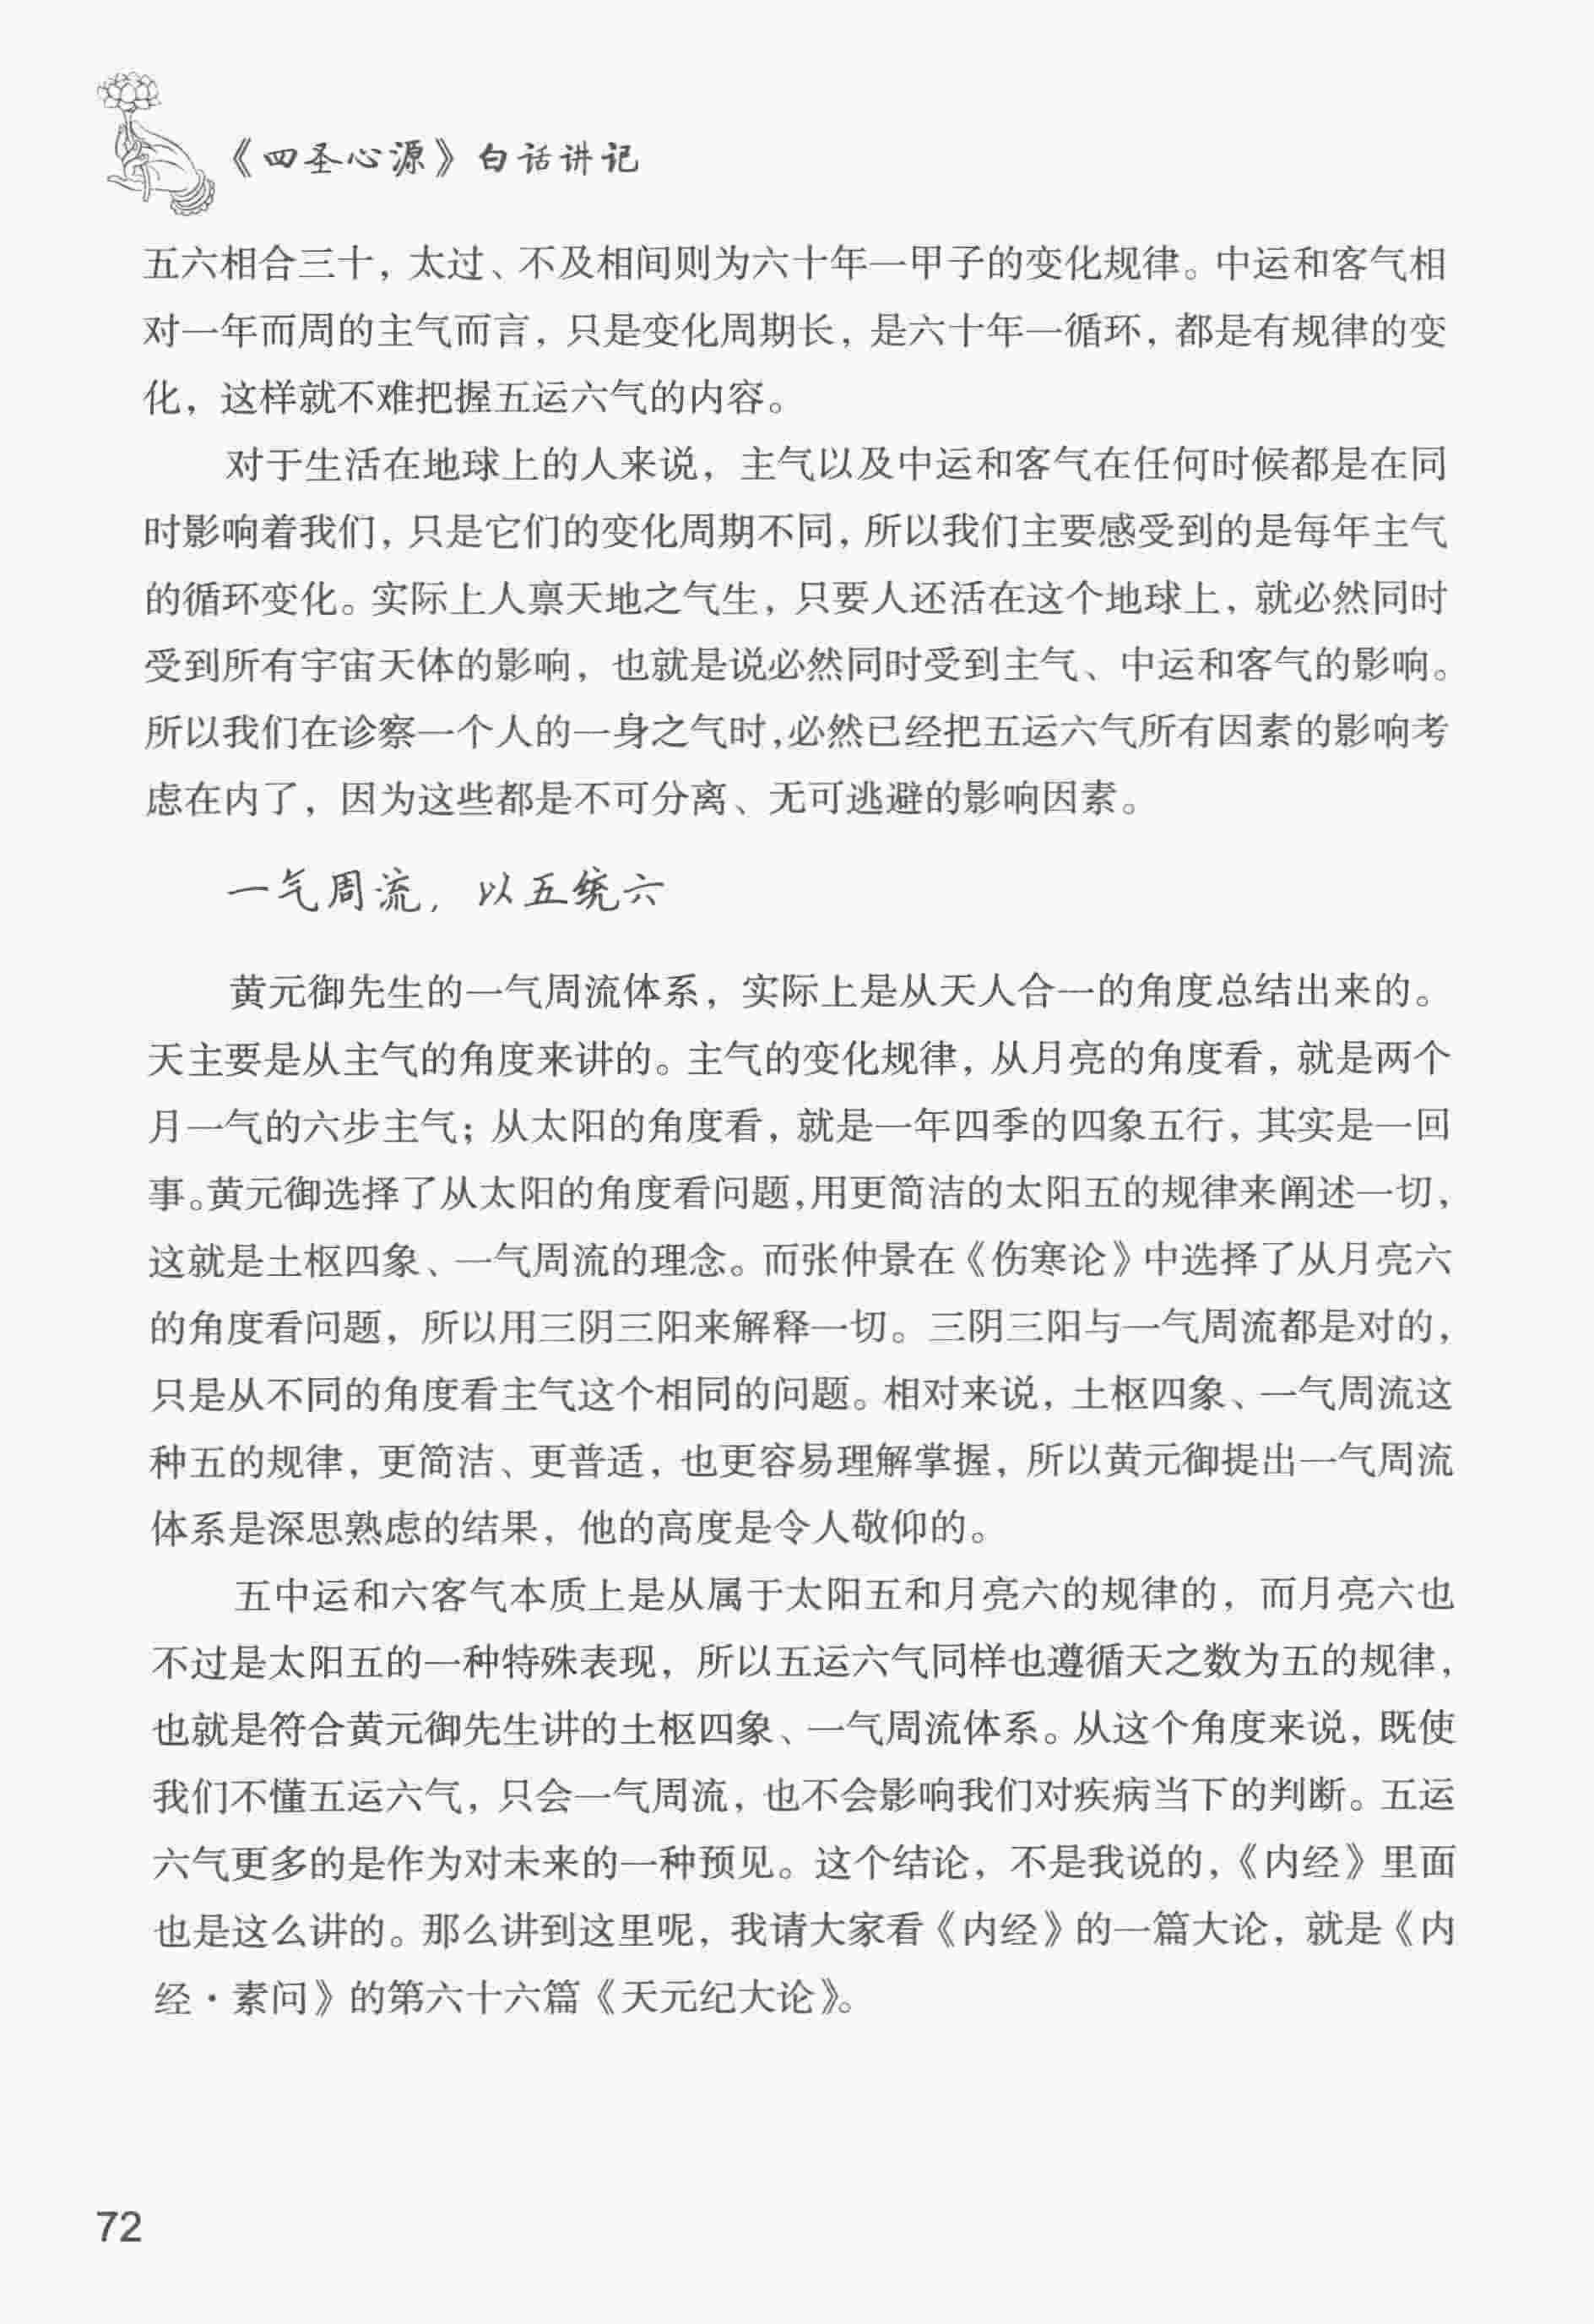 《四圣心源》白话讲记
五六相合三十，太过、不及相间则为六十年一甲子的变化规律。中运和客气相
对一年而周的主气而言，只是变化周期长，是六十年一循环，都是有规律的变
化，这样就不难把握五运六气的内容。
对于生活在地球上的人来说，主气以及中运和客气在任何时候都是在同
时影响着我们，只是它们的变化周期不同，所以我们主要感受到的是每年主气
的循环变化。实际上人禀天地之气生，只要人还活在这个地球上，就必然同时
受到所有宇宙天体的影响，也就是说必然同时受到主气、中运和客气的影响。
所以我们在诊察一个人的一身之气时，必然已经把五运六气所有因素的影响考
虑在内了，因为这些都是不可分离、无可逃避的影响因素。
一气周流，以五统六
黄元御先生的一气周流体系，实际上是从天人合一的角度总结出来的。
天主要是从主气的角度来讲的。主气的变化规律，从月亮的角度看，就是两个
月一气的六步主气；从太阳的角度看，就是一年四季的四象五行，其实是一回
事。黄元御选择了从太阳的角度看问题，用更简洁的太阳五的规律来阐述一切，
这就是土枢四象、一气周流的理念。而张仲景在《伤寒论》中选择了从月亮六
的角度看问题，所以用三阴三阳来解释一切。三阴三阳与一气周流都是对的，
只是从不同的角度看主气这个相同的问题。相对来说，土枢四象、一气周流这
种五的规律，更简洁、更普适，也更容易理解掌握，所以黄元御提出一气周流
体系是深思熟虑的结果，他的高度是令人敬仰的。
五中运和六客气本质上是从属于太阳五和月亮六的规律的，而月亮六也
不过是太阳五的一种特殊表现，所以五运六气同样也遵循天之数为五的规律，
也就是符合黄元御先生讲的土枢四象、一气周流体系。从这个角度来说，既使
我们不懂五运六气，只会一气周流，也不会影响我们对疾病当下的判断。五运
六气更多的是作为对未来的一种预见。这个结论，不是我说的，《内经》里面
也是这么讲的。那么讲到这里呢，我请大家看《内经》的一篇大论，就是《内
经·素问》的第六十六篇《天元纪大论》。
72